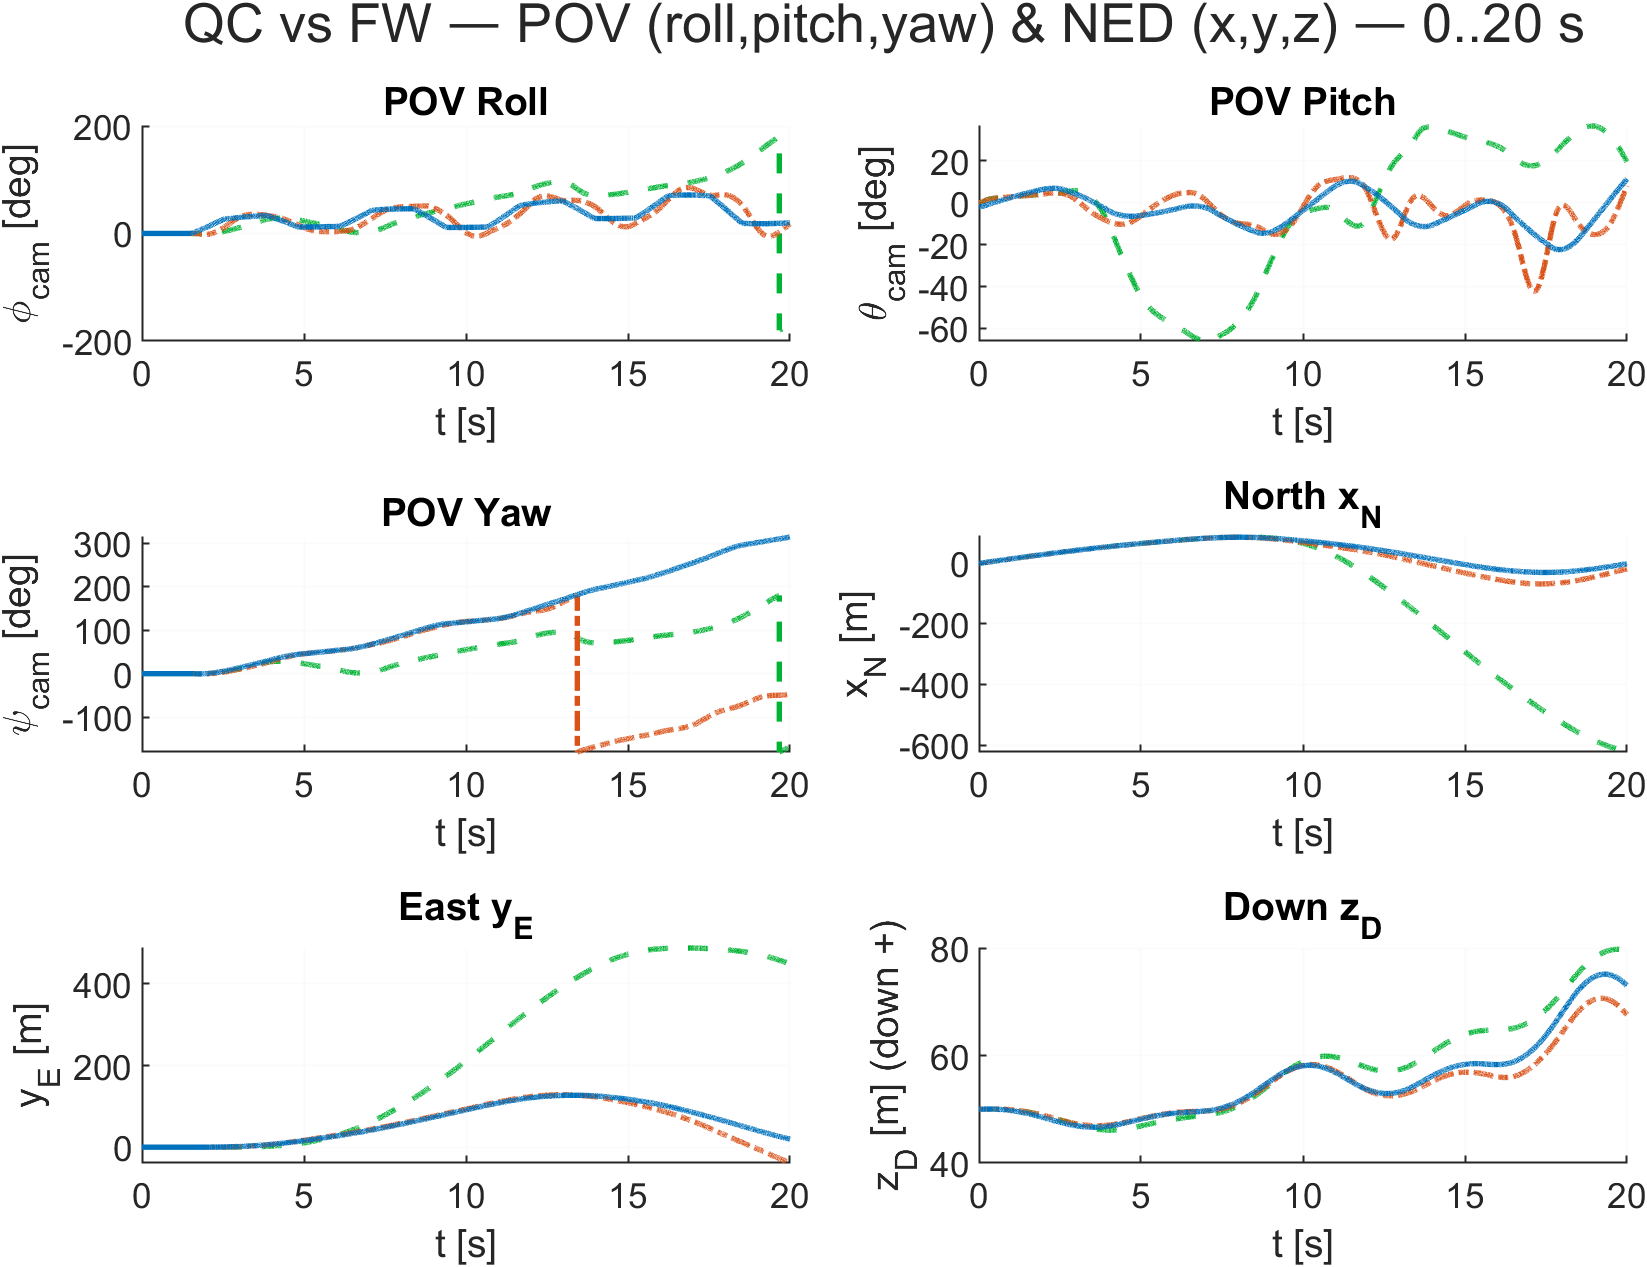 QC vs FW — POV (roll,pitch,yaw) & NED (x,y,z) — 0..20 s
POV Roll
200
0
-200
ϕcam [deg]
0 5 10 15 20
t [s]
POV Pitch
20
0
-20
-40
-60
θcam [deg]
0 5 10 15 20
t [s]
POV Yaw
300
200
100
0
-100
ψcam [deg]
0 5 10 15 20
t [s]
North xN
0
-200
-400
-600
xN [m]
0 5 10 15 20
t [s]
East yE
400
200
0
yE [m]
0 5 10 15 20
t [s]
Down zD
80
60
40
zD [m] (down +)
0 5 10 15 20
t [s]